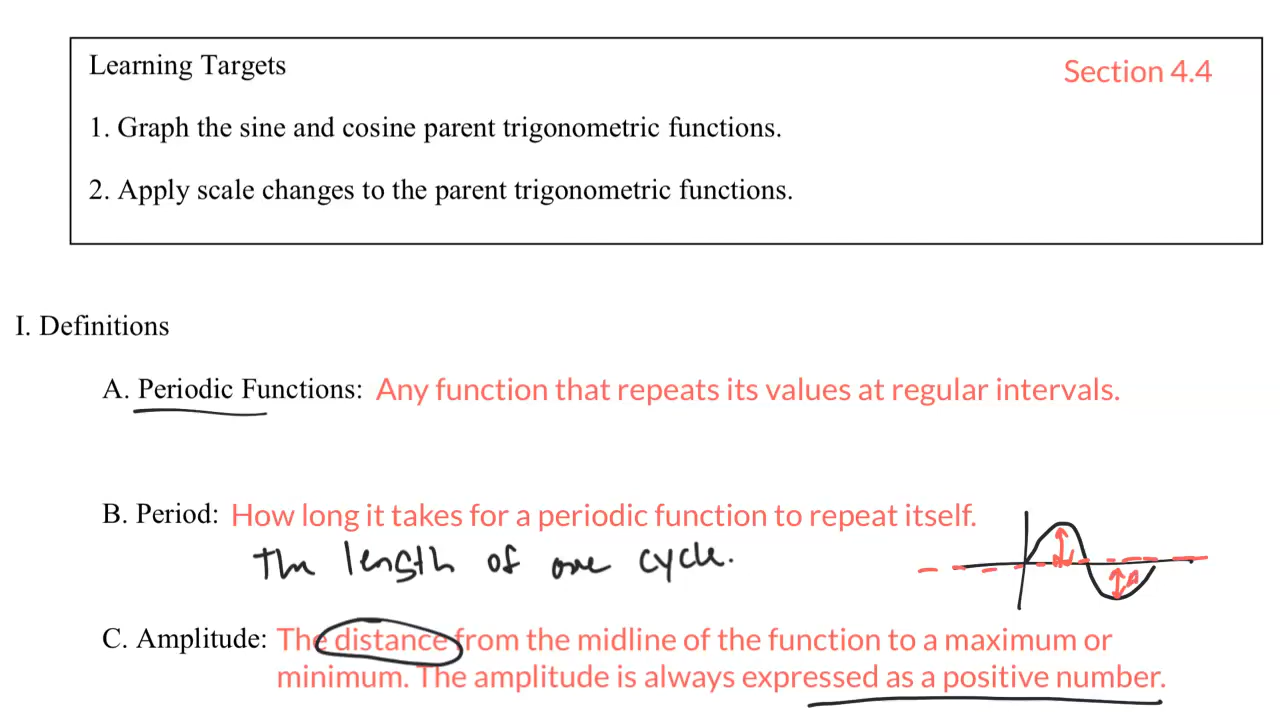 Learning Targets
Section 4.4
1. Graph the sine and cosine parent trigonometric functions.
2. Apply scale changes to the parent trigonometric functions.
I. Definitions
A. Periodic Functions: Any function that repeats its values at regular intervals.
B. Period: How long it takes for a periodic function to repeat itself.
The length of one cycle.
C. Amplitude: The distance from the midline of the function to a maximum or
minimum. The amplitude is always expressed as a positive number.